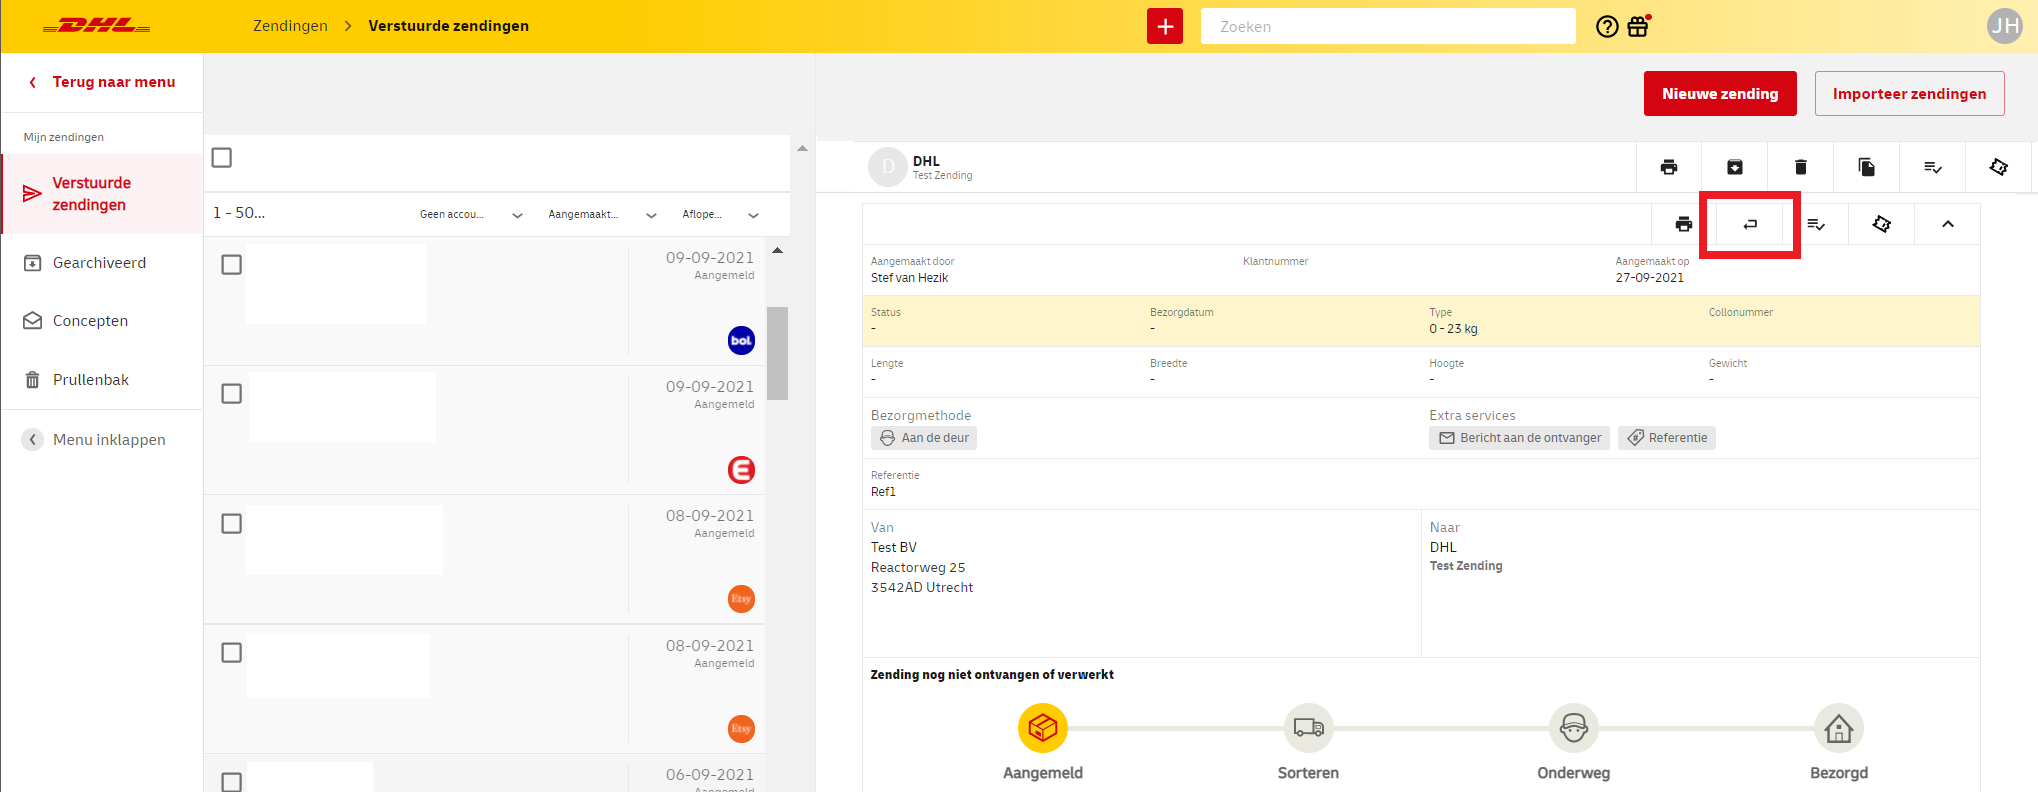 DHL
Zendingen > Verstuurde zendingen
Zoeken
JH
Terug naar menu
Mijn zendingen
Verstuurde
zendingen
Gearchiveerd
Concepten
Prullenbak
Menu inklappen
1 - 50...
Geen accou...
Aangemaakt...
Aflope...
09-09-2021
Aangemeld
bol.
09-09-2021
Aangemeld
E
08-09-2021
Aangemeld
Etsy
08-09-2021
Aangemeld
Etsy
06-09-2021
Aangemeld
Nieuwe zending
Importeer zendingen
D
DHL
Test Zending
Aangemaakt door
Stef van Hezik
Klantnummer
Aangemaakt op
27-09-2021
Status
-
Bezorgdatum
-
Type
0 - 23 kg
Collonummer
Lengte
-
Breedte
-
Hoogte
-
Gewicht
-
Bezorgmethode
Aan de deur
Extra services
Bericht aan de ontvanger
Referentie
Referentie
Ref1
Van
Test BV
Reactorweg 25
3542AD Utrecht
Naar
DHL
Test Zending
Zending nog niet ontvangen of verwerkt
Aangemeld
Sorteren
Onderweg
Bezorgd